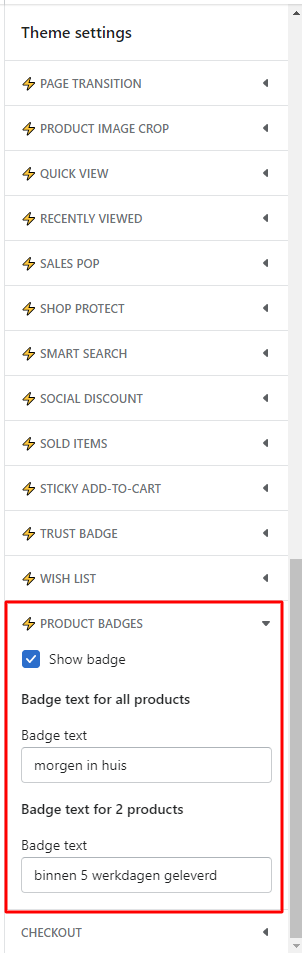 Theme settings
PAGE TRANSITION
PRODUCT IMAGE CROP
QUICK VIEW
RECENTLY VIEWED
SALES POP
SHOP PROTECT
SMART SEARCH
SOCIAL DISCOUNT
SOLD ITEMS
STICKY ADD-TO-CART
TRUST BADGE
WISH LIST
PRODUCT BADGES
Show badge
Badge text for all products
Badge text
morgen in huis
Badge text for 2 products
Badge text
binnen 5 werkdagen geleverd
CHECKOUT